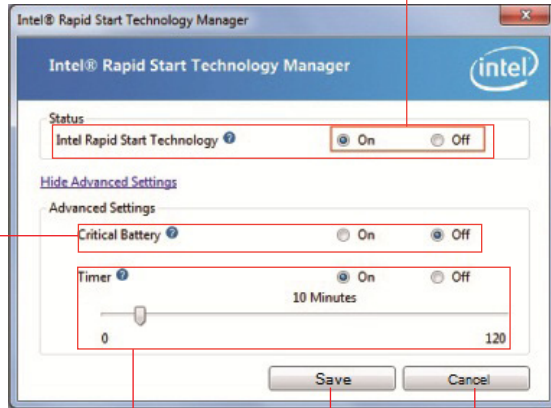 Intel® Rapid Start Technology Manager
Intel® Rapid Start Technology Manager
intel
Status
Intel Rapid Start Technology ? On Off
Hide Advanced Settings
Advanced Settings
Critical Battery ? On Off
Timer ? On Off
10 Minutes
0 120
Save Cancel